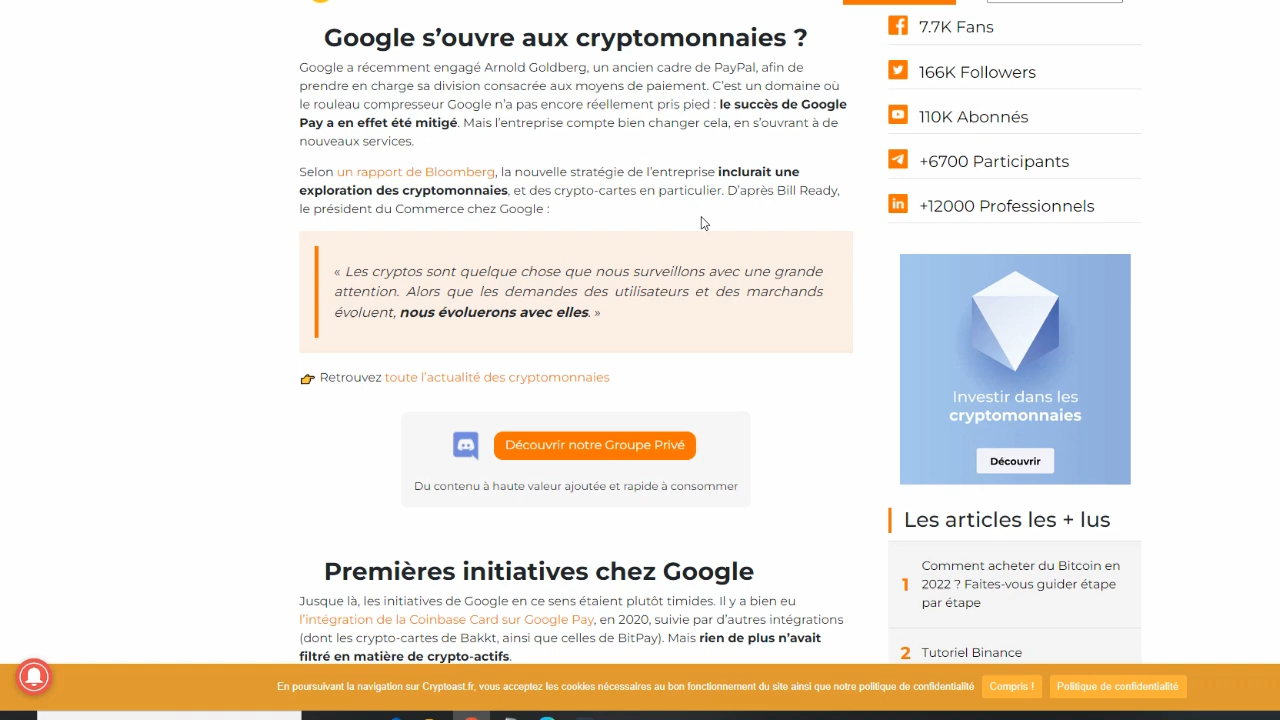 Google s’ouvre aux cryptomonnaies ?
Google a récemment engagé Arnold Goldberg, un ancien cadre de PayPal, afin de
prendre en charge sa division consacrée aux moyens de paiement. C’est un domaine où
le rouleau compresseur Google n’a pas encore réellement pris pied : le succès de Google
Pay a en effet été mitigé. Mais l’entreprise compte bien changer cela, en s’ouvrant à de
nouveaux services.
Selon un rapport de Bloomberg, la nouvelle stratégie de l’entreprise inclurait une
exploration des cryptomonnaies, et des crypto-cartes en particulier. D’après Bill Ready,
le président du Commerce chez Google :
« Les cryptos sont quelque chose que nous surveillons avec une grande
attention. Alors que les demandes des utilisateurs et des marchands
évoluent, nous évoluerons avec elles. »
Retrouvez toute l’actualité des cryptomonnaies
Découvrir notre Groupe Privé
Du contenu à haute valeur ajoutée et rapide à consommer
Premières initiatives chez Google
Jusque là, les initiatives de Google en ce sens étaient plutôt timides. Il y a bien eu
l’intégration de la Coinbase Card sur Google Pay, en 2020, suivie par d’autres intégrations
(dont les crypto-cartes de Bakkt, ainsi que celles de BitPay). Mais rien de plus n’avait
filtré en matière de crypto-actifs.
7.7K Fans
166K Followers
110K Abonnés
+6700 Participants
+12000 Professionnels
Investir dans les
cryptomonnaies
Découvrir
Les articles les + lus
1 Comment acheter du Bitcoin en
2022 ? Faites-vous guider étape
par étape
2 Tutoriel Binance
En poursuivant la navigation sur Cryptoast.fr, vous acceptez les cookies nécessaires au bon fonctionnement du site ainsi que notre politique de confidentialité Compris ! Politique de confidentialité